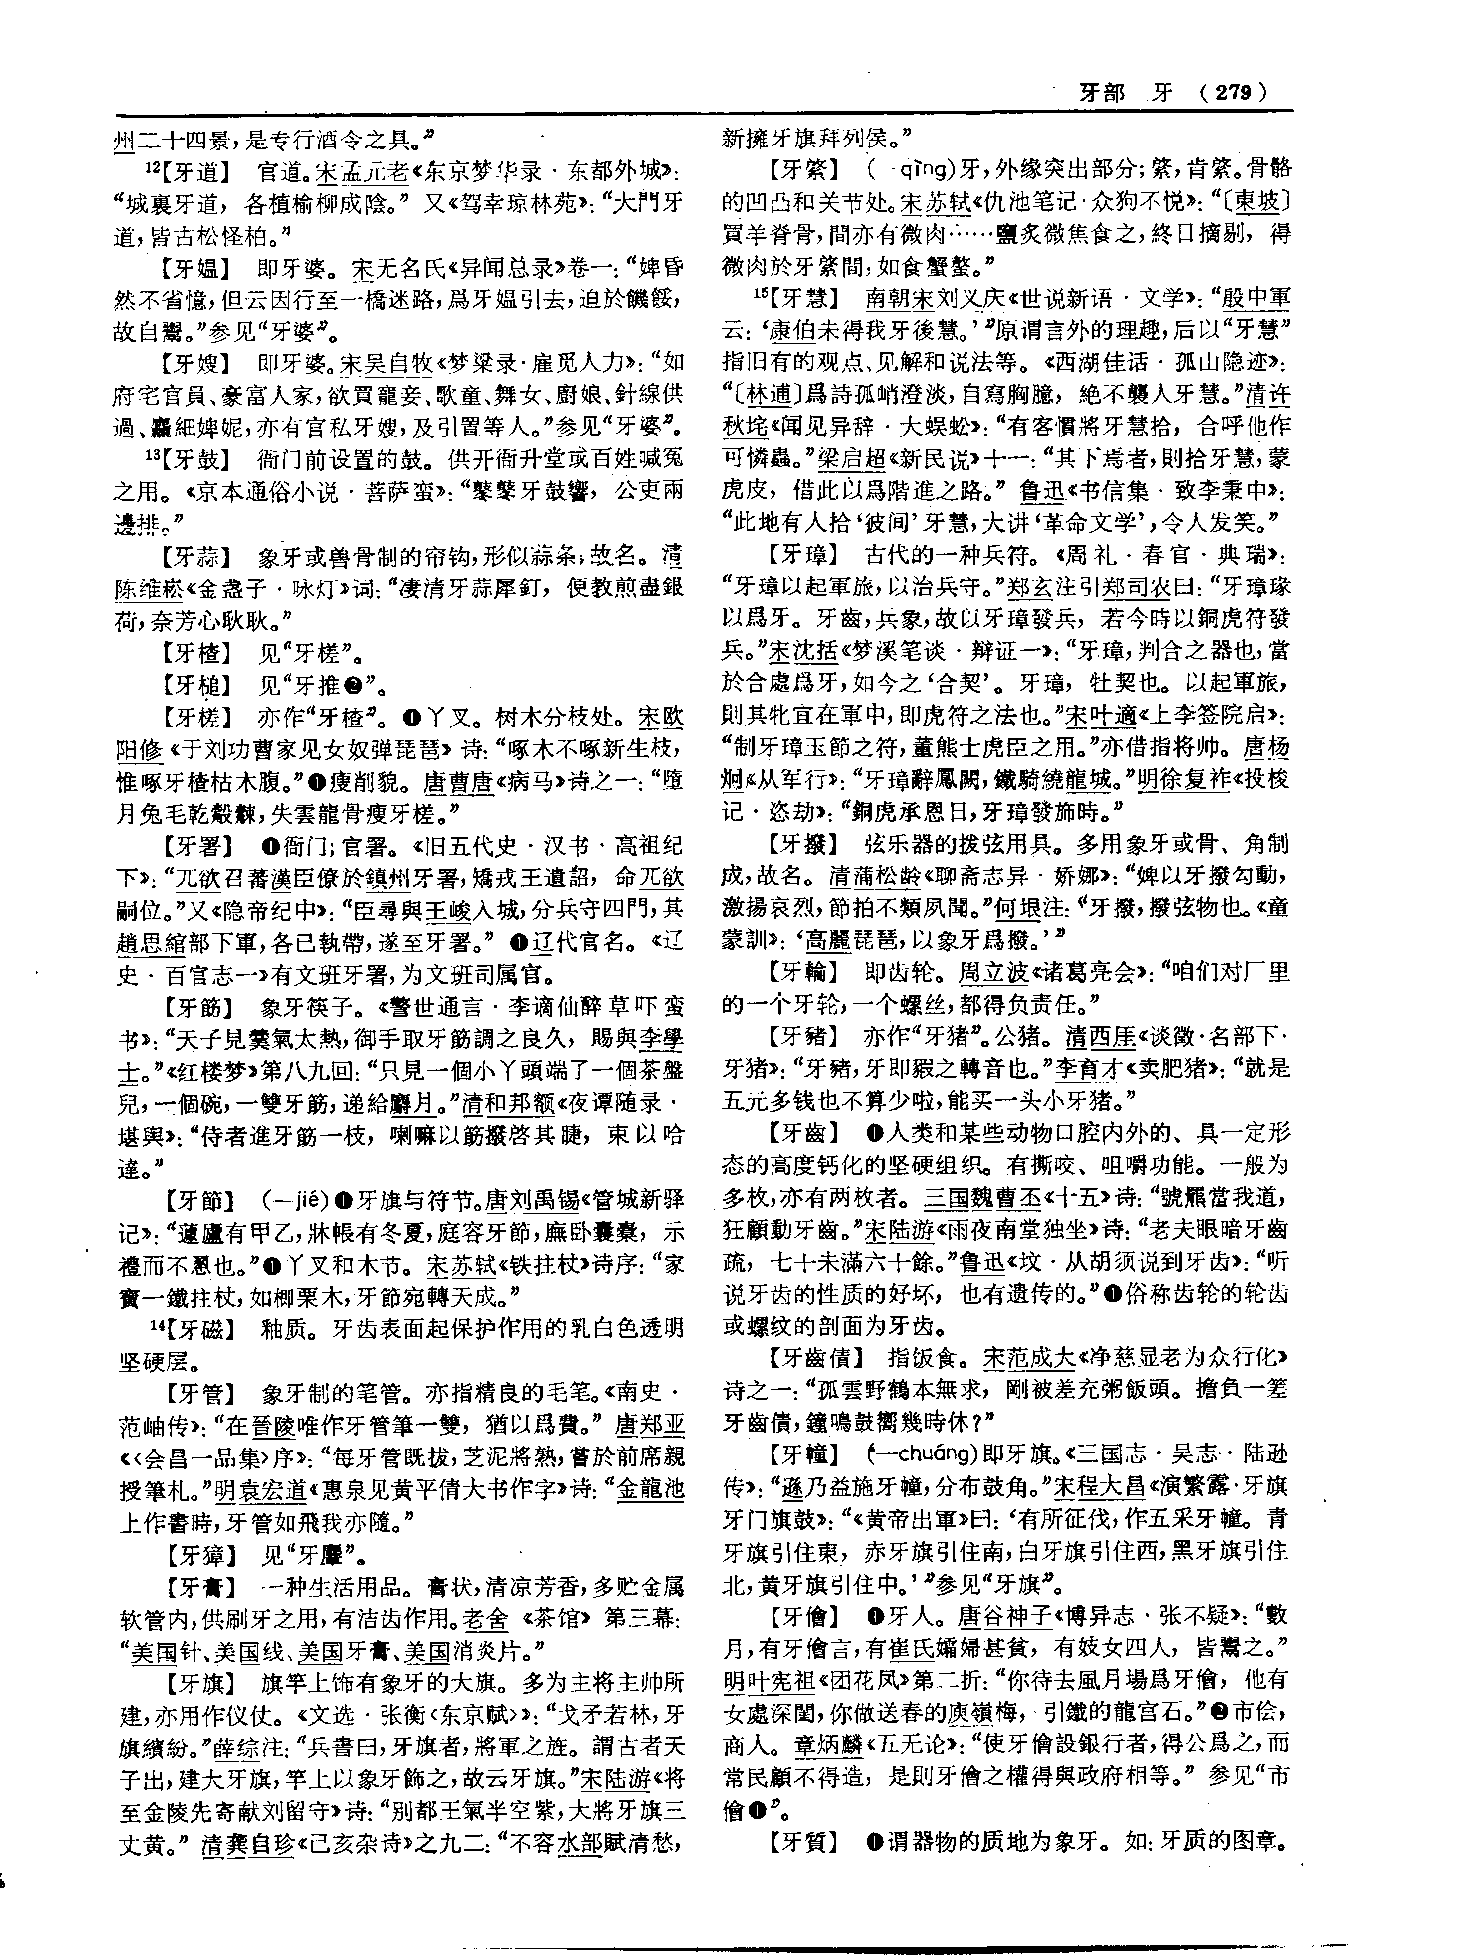 牙部　牙　（279）
州二十四景，是专行酒令之具。”
12【牙道】　官道。宋孟元老《东京梦华录·东都外城》：
“城裏牙道，各植榆柳成陰。”又《驾幸琼林苑》：“大門牙
道，皆古松怪柏。”
【牙媪】　即牙婆。宋无名氏《异闻总录》卷一：“婢昏
然不省憶，但云因行至一橋迷路，爲牙媪引去，迫於饑餒，
故自鬻。”参见“牙婆”。
【牙嫂】　即牙婆。宋吴自牧《梦粱录·雇觅人力》：“如
府宅官員、豪富人家，欲買寵妾、歌童、舞女、廚娘、針線供
過、麤細婢妮，亦有官私牙嫂，及引置等人。”参见“牙婆”。
13【牙鼓】　衙门前设置的鼓。供开衙升堂或百姓喊冤
之用。《京本通俗小说·菩萨蛮》：“鼕鼕牙鼓響，公吏兩
邊排。”
【牙蒜】　象牙或兽骨制的帘钩，形似蒜条，故名。清
陈维崧《金盏子·咏灯》词：“凄清牙蒜犀釘，便教煎盡銀
荷，奈芳心耿耿。”
【牙楂】　见“牙槎”。
【牙槌】　见“牙推❷”。
【牙槎】　亦作“牙楂”。❶丫叉。树木分枝处。宋欧
阳修《于刘功曹家见女奴弹琵琶》诗：“啄木不啄新生枝，
惟啄牙楂枯木腹。”❶瘦削貌。唐曹唐《病马》诗之一：“墮
月兔毛乾觳觫，失雲龍骨瘦牙槎。”
【牙署】　❶衙门；官署。《旧五代史·汉书·高祖纪
下》：“兀欲召蕃漢臣僚於鎮州牙署，矯戎王遺詔，命兀欲
嗣位。”又《隐帝纪中》：“臣尋與王峻入城，分兵守四門，其
趙思綰部下軍，各已執帶，遂至牙署。”❶辽代官名。《辽
史·百官志一》有文班牙署，为文班司属官。
【牙筯】　象牙筷子。《警世通言·李谪仙醉草吓蛮
书》：“天子見羹氣太熱，御手取牙筯調之良久，賜與李學
士。”《红楼梦》第八九回：“只見一個小丫頭端了一個茶盤
兒，一個碗，一雙牙筯，递給麝月。”清和邦额《夜谭随录·
堪舆》：“侍者進牙筯一枝，喇嘛以筯撥啓其睫，束以哈
達。”
【牙節】　（—jié）❶牙旗与符节。唐刘禹锡《管城新驿
记》：“蘧廬有甲乙，牀帳有冬夏，庭容牙節，廡卧囊橐，示
禮而不慁也。”❶丫叉和木节。宋苏轼《铁拄杖》诗序：“家
寳一鐵拄杖，如楖栗木，牙節宛轉天成。”
14【牙磁】　釉质。牙齿表面起保护作用的乳白色透明
坚硬层。
【牙管】　象牙制的笔管。亦指精良的毛笔。《南史·
范岫传》：“在晉陵唯作牙管筆一雙，猶以爲費。”唐郑亚
《〈会昌一品集〉序》：“每牙管既拔，芝泥將熟，嘗於前席親
授筆札。”明袁宏道《惠泉见黄平倩大书作字》诗：“金龍池
上作書時，牙管如飛我亦隨。”
【牙獐】　见“牙麞”。
【牙膏】　一种生活用品。膏状，清凉芳香，多贮金属
软管内，供刷牙之用，有洁齿作用。老舍《茶馆》第三幕：
“美国针、美国线、美国牙膏、美国消炎片。”
【牙旗】　旗竿上饰有象牙的大旗。多为主将主帅所
建，亦用作仪仗。《文选·张衡〈东京赋〉》：“戈矛若林，牙
旗繽紛。”薛综注：“兵書曰，牙旗者，將軍之旌。謂古者天
子出，建大牙旗，竿上以象牙飾之，故云牙旗。”宋陆游《将
至金陵先寄献刘留守》诗：“别都王氣半空紫，大將牙旗三
丈黄。”清龚自珍《己亥杂诗》之九二：“不容水部賦清愁，
新擁牙旗拜列侯。”
【牙綮】　（-qìng）牙，外缘突出部分；綮，肯綮。骨骼
的凹凸和关节处。宋苏轼《仇池笔记·众狗不悦》：“〔東坡〕
買羊脊骨，間亦有微肉……鹽炙微焦食之，終日摘剔，得
微肉於牙綮間，如食蟹螯。”
15【牙慧】　南朝宋刘义庆《世说新语·文学》：“殷中軍
云：‘康伯未得我牙後慧。’”原谓言外的理趣，后以“牙慧”
指旧有的观点、见解和说法等。《西湖佳话·孤山隐迹》：
“〔林逋〕爲詩孤峭澄淡，自寫胸臆，絶不襲人牙慧。”清许
秋垞《闻见异辞·大蜈蚣》：“有客慣將牙慧拾，合呼他作
可憐蟲。”梁启超《新民说》十一：“其下焉者，則拾牙慧，蒙
虎皮，借此以爲階進之路。”鲁迅《书信集·致李秉中》：
“此地有人拾‘彼间’牙慧，大讲‘革命文学’，令人发笑。”
【牙璋】　古代的一种兵符。《周礼·春官·典瑞》：
“牙璋以起軍旅，以治兵守。”郑玄注引郑司农曰：“牙璋瑑
以爲牙。牙齒，兵象，故以牙璋發兵，若今時以銅虎符發
兵。”宋沈括《梦溪笔谈·辩证一》：“牙璋，判合之器也，當
於合處爲牙，如今之‘合契’。牙璋，牡契也。以起軍旅，
則其牝宜在軍中，即虎符之法也。”宋叶適《上李签院启》：
“制牙璋玉節之符，董熊士虎臣之用。”亦借指将帅。唐杨
炯《从军行》：“牙璋辭鳳闕，鐵騎繞龍城。”明徐复祚《投梭
记·恣劫》：“銅虎承恩日，牙璋發斾時。”
【牙撥】　弦乐器的拨弦用具。多用象牙或骨、角制
成，故名。清蒲松龄《聊斋志异·娇娜》：“婢以牙撥勾動，
激揚哀烈，節拍不類夙聞。”何垠注：“牙撥，撥弦物也。《童
蒙訓》：‘高麗琵琶，以象牙爲撥。’”
【牙輪】　即齿轮。周立波《诸葛亮会》：“咱们对厂里
的一个牙轮，一个螺丝，都得负责任。”
【牙豬】　亦作“牙猪”。公猪。清西厓《谈徵·名部下·
牙猪》：“牙豬，牙即豭之轉音也。”李育才《卖肥猪》：“就是
五元多钱也不算少啦，能买一头小牙猪。”
【牙齒】　❶人类和某些动物口腔内外的、具一定形
态的高度钙化的坚硬组织。有撕咬、咀嚼功能。一般为
多枚，亦有两枚者。三国魏曹丕《十五》诗：“號羆當我道，
狂顧動牙齒。”宋陆游《雨夜南堂独坐》诗：“老夫眼暗牙齒
疏，七十未滿六十餘。”鲁迅《坟·从胡须说到牙齿》：“听
说牙齿的性质的好坏，也有遗传的。”❶俗称齿轮的轮齿
或螺纹的剖面为牙齿。
【牙齒債】　指饭食。宋范成大《净慈显老为众行化》
诗之一：“孤雲野鶴本無求，剛被差充粥飯頭。擔負一荖
牙齒債，鐘鳴鼓嚮幾時休？”
【牙幢】　（—chuáng）即牙旗。《三国志·吴志·陆逊
传》：“遜乃益施牙幢，分布鼓角。”宋程大昌《演繁露·牙旗
牙门旗鼓》：“《黄帝出軍》曰：‘有所征伐，作五采牙幢。青
牙旗引住東，赤牙旗引住南，白牙旗引住西，黑牙旗引住
北，黄牙旗引住中。’”参见“牙旗”。
【牙儈】　❶牙人。唐谷神子《博异志·张不疑》：“數
月，有牙儈言，有崔氏孀婦甚貧，有妓女四人，皆鬻之。”
明叶宪祖《团花凤》第二折：“你待去風月場爲牙儈，他有
女處深閨，你做送春的庾嶺梅，引鐵的龍宫石。”❷市侩，
商人。章炳麟《五无论》：“使牙儈設銀行者，得公爲之，而
常民顧不得造，是則牙儈之權得與政府相等。”参见“市
儈❶”。
【牙質】　❶谓器物的质地为象牙。如：牙质的图章。